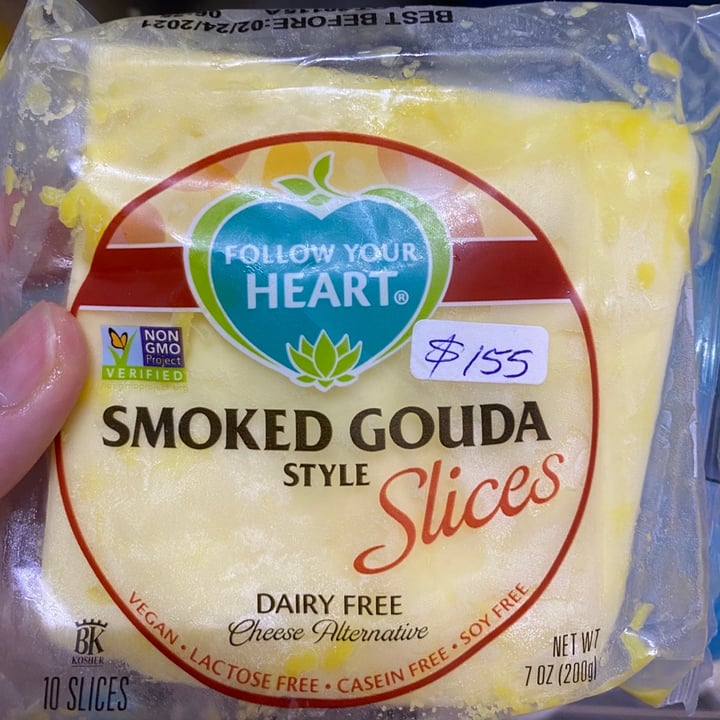 BEST BEFORE:02/24/2021
FOLLOW YOUR
HEART®
NON
GMO
Project
VERIFIED
$155
SMOKED GOUDA
STYLE
Slices
DAIRY FREE
Cheese Alternative
VEGAN • LACTOSE FREE • CASEIN FREE • SOY FREE
BK
KOSHER
10 SLICES
NET WT
7 OZ (200g)